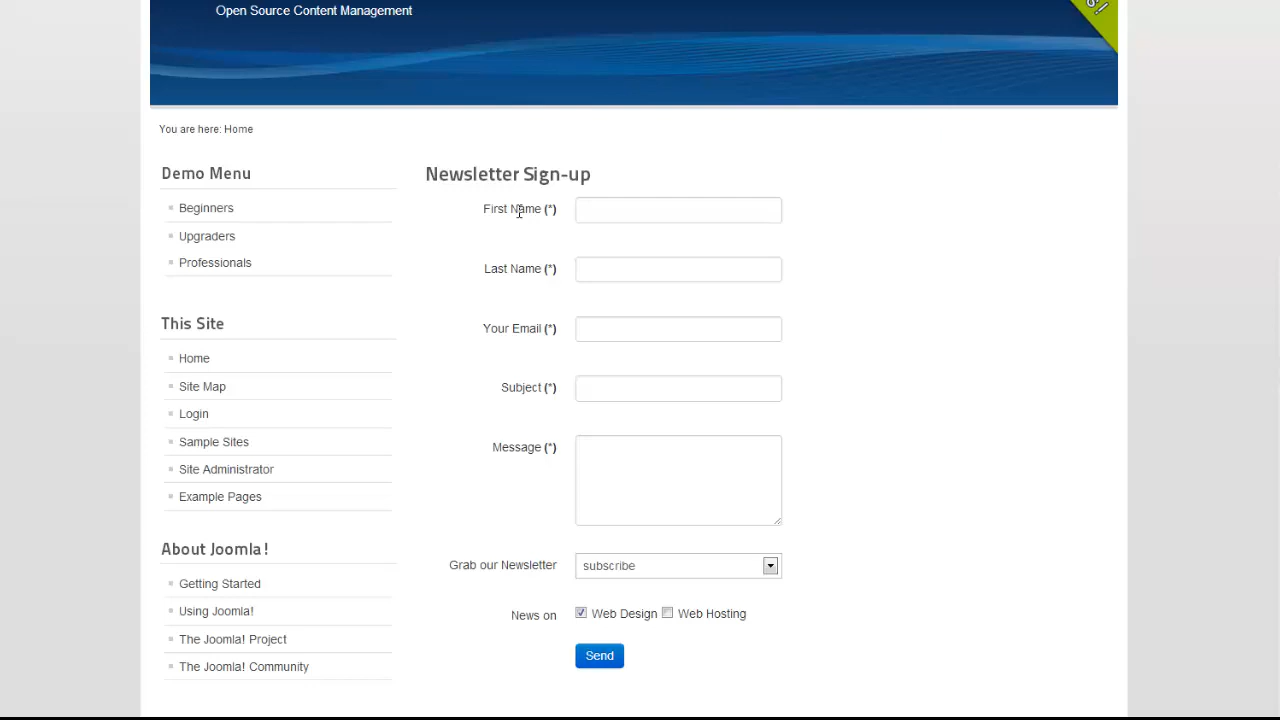 Open Source Content Management
You are here: Home
Demo Menu
Beginners
Upgraders
Professionals
This Site
Home
Site Map
Login
Sample Sites
Site Administrator
Example Pages
About Joomla!
Getting Started
Using Joomla!
The Joomla! Project
The Joomla! Community
Newsletter Sign-up
First Name (*)
Last Name (*)
Your Email (*)
Subject (*)
Message (*)
Grab our Newsletter subscribe
News on Web Design Web Hosting
Send